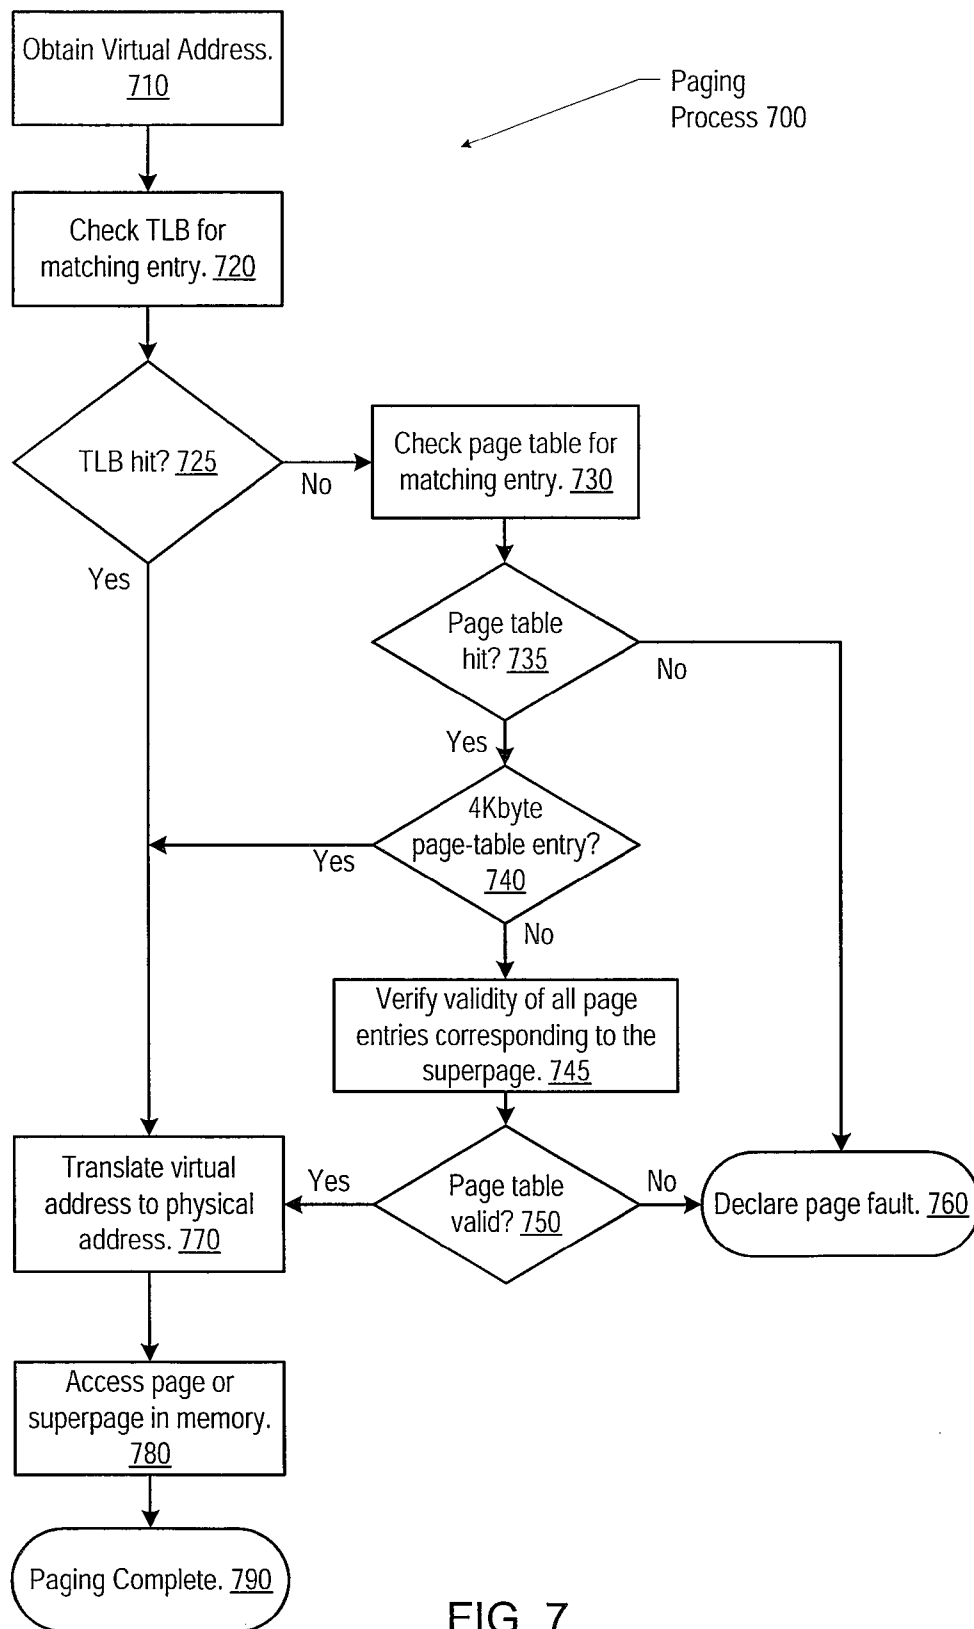 Obtain Virtual Address.
710
Paging
Process 700
Check TLB for
matching entry. 720
TLB hit? 725
No
Yes
Check page table for
matching entry. 730
Page table
hit? 735
No
Yes
4Kbyte
page-table entry?
740
Yes
No
Verify validity of all page
entries corresponding to the
superpage. 745
Page table
valid? 750
Yes
No
Declare page fault. 760
Translate virtual
address to physical
address. 770
Access page or
superpage in memory.
780
Paging Complete. 790
FIG. 7